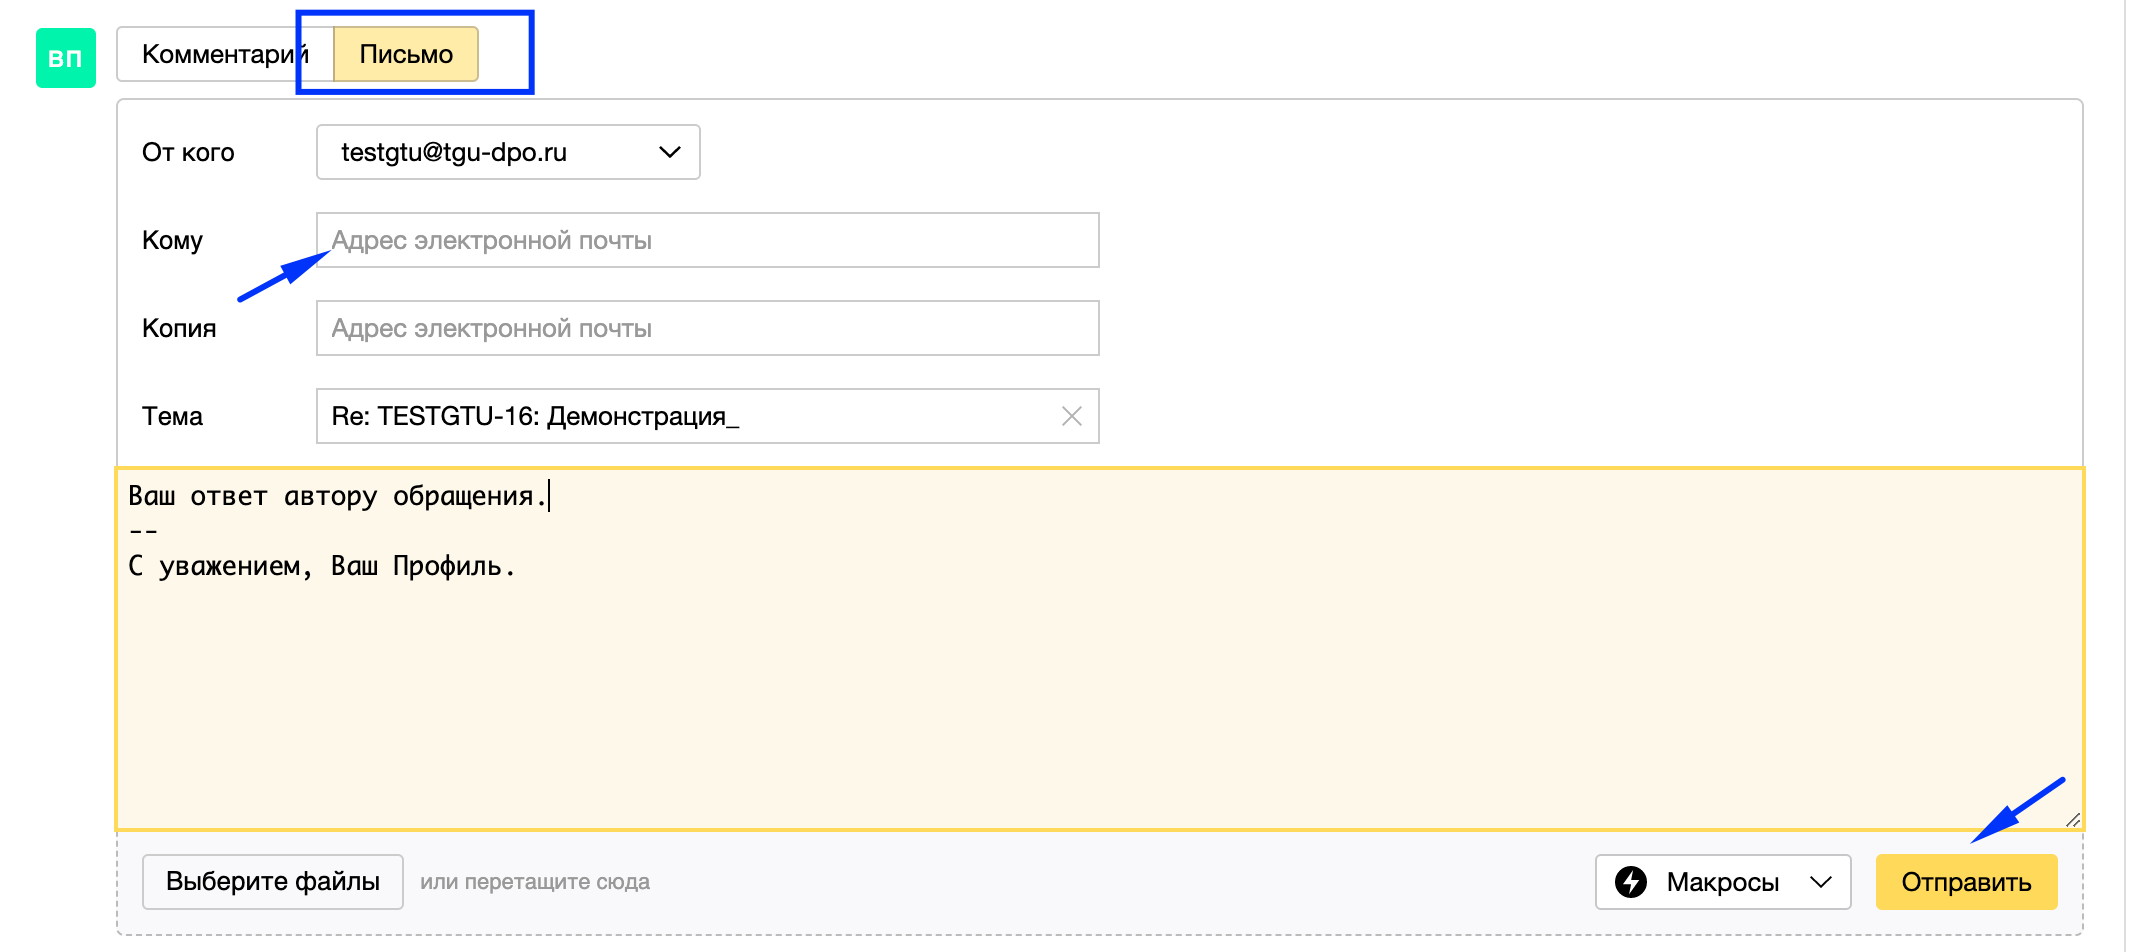 ВП
Комментарий Письмо
От кого testgtu@tgu-dpo.ru
Кому Адрес электронной почты
Копия Адрес электронной почты
Тема Re: TESTGTU-16: Демонстрация_
Ваш ответ автору обращения.
--
С уважением, Ваш Профиль.
Выберите файлы или перетащите сюда Макросы Отправить